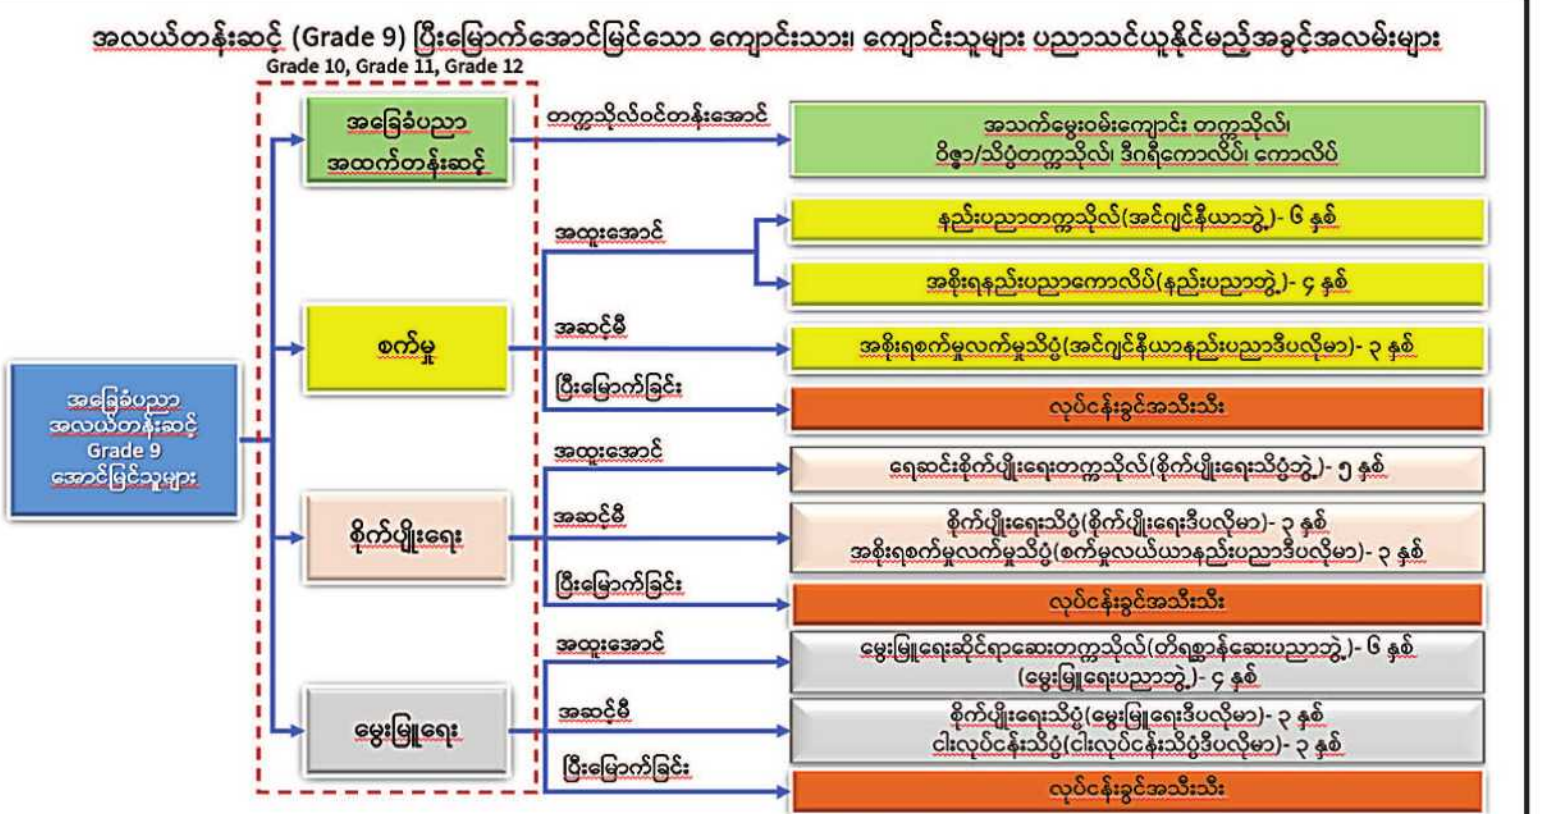 အလယ်တန်းဆင့် (Grade 9) ပြီးမြောက်အောင်မြင်သော ကျောင်းသား၊ ကျောင်းသူများ ပညာသင်ယူနိုင်မည့်အခွင့်အလမ်းများ
Grade 10, Grade 11, Grade 12
အခြေခံပညာ
အလယ်တန်းဆင့်
Grade 9
အောင်မြင်သူများ
အခြေခံပညာ
အထက်တန်းဆင့်
တက္ကသိုလ်ဝင်တန်းအောင်
အသက်မွေးဝမ်းကျောင်း တက္ကသိုလ်၊
ဝိဇ္ဇာ/သိပ္ပံတက္ကသိုလ်၊ ဒီဂရီကောလိပ်၊ ကောလိပ်
စက်မှု
အထူးအောင်
နည်းပညာတက္ကသိုလ်(အင်ဂျင်နီယာဘွဲ့)- ၆ နှစ်
အစိုးရနည်းပညာကောလိပ်(နည်းပညာဘွဲ့)- ၄ နှစ်
အဆင့်မီ
အစိုးရစက်မှုလက်မှုသိပ္ပံ(အင်ဂျင်နီယာနည်းပညာဒီပလိုမာ)- ၃ နှစ်
ပြီးမြောက်ခြင်း
လုပ်ငန်းခွင်အသီးသီး
စိုက်ပျိုးရေး
အထူးအောင်
ရေဆင်းစိုက်ပျိုးရေးတက္ကသိုလ်(စိုက်ပျိုးရေးသိပ္ပံဘွဲ့)- ၅ နှစ်
အဆင့်မီ
စိုက်ပျိုးရေးသိပ္ပံ(စိုက်ပျိုးရေးဒီပလိုမာ)- ၃ နှစ်
အစိုးရစက်မှုလက်မှုသိပ္ပံ(စက်မှုလယ်ယာနည်းပညာဒီပလိုမာ)- ၃ နှစ်
ပြီးမြောက်ခြင်း
လုပ်ငန်းခွင်အသီးသီး
မွေးမြူရေး
အထူးအောင်
မွေးမြူရေးဆိုင်ရာဆေးတက္ကသိုလ်(တိရစ္ဆာန်ဆေးပညာဘွဲ့)- ၆ နှစ်
(မွေးမြူရေးပညာဘွဲ့)- ၄ နှစ်
အဆင့်မီ
စိုက်ပျိုးရေးသိပ္ပံ(မွေးမြူရေးဒီပလိုမာ)- ၃ နှစ်
ငါးလုပ်ငန်းသိပ္ပံ(ငါးလုပ်ငန်းသိပ္ပံဒီပလိုမာ)- ၃ နှစ်
ပြီးမြောက်ခြင်း
လုပ်ငန်းခွင်အသီးသီး